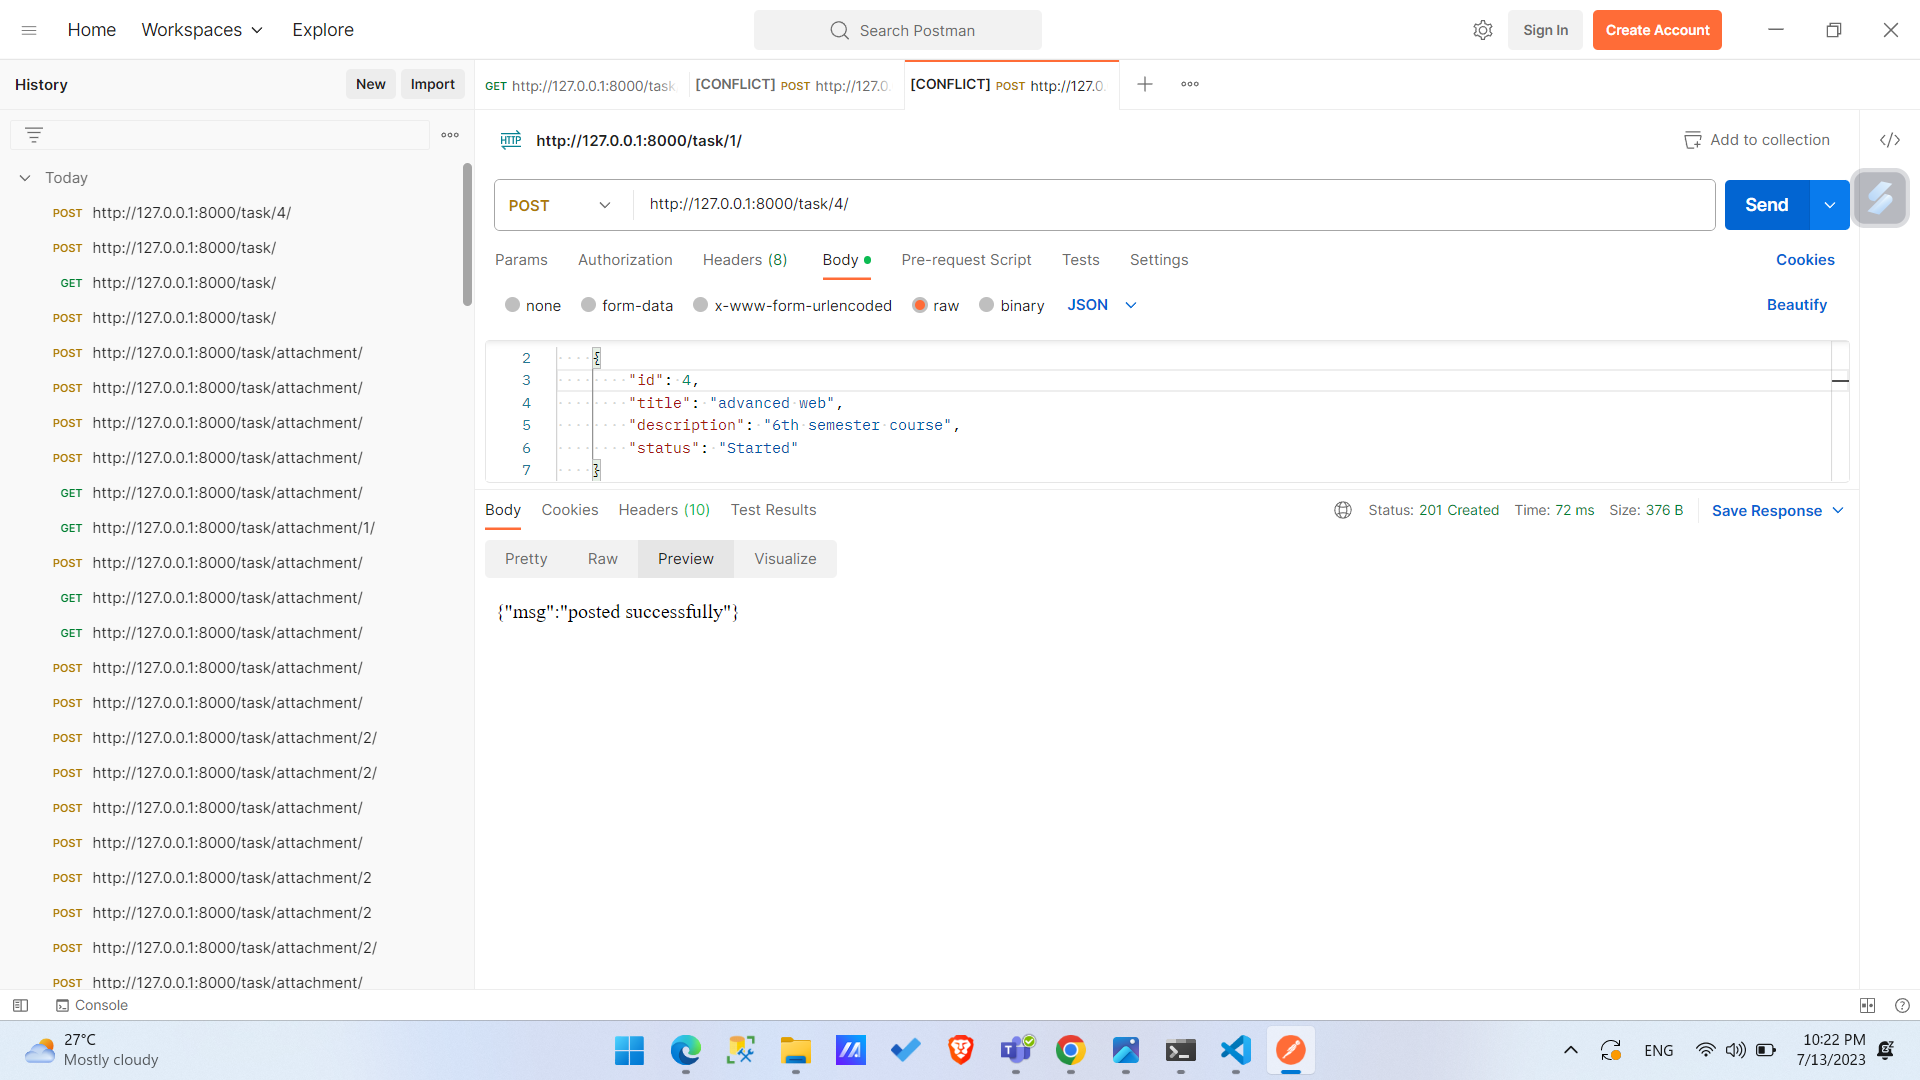 Home Workspaces Explore Search Postman Sign In Create Account
History New Import
GET http://127.0.0.1:8000/task [CONFLICT] POST http://127.0. [CONFLICT] POST http://127.0.
HTTP http://127.0.0.1:8000/task/1/ Add to collection </>
Today
POST http://127.0.0.1:8000/task/4/
POST http://127.0.0.1:8000/task/
GET http://127.0.0.1:8000/task/
POST http://127.0.0.1:8000/task/
POST http://127.0.0.1:8000/task/attachment/
POST http://127.0.0.1:8000/task/attachment/
POST http://127.0.0.1:8000/task/attachment/
POST http://127.0.0.1:8000/task/attachment/
GET http://127.0.0.1:8000/task/attachment/
GET http://127.0.0.1:8000/task/attachment/1/
POST http://127.0.0.1:8000/task/attachment/
GET http://127.0.0.1:8000/task/attachment/
GET http://127.0.0.1:8000/task/attachment/
POST http://127.0.0.1:8000/task/attachment/
POST http://127.0.0.1:8000/task/attachment/
POST http://127.0.0.1:8000/task/attachment/2/
POST http://127.0.0.1:8000/task/attachment/2/
POST http://127.0.0.1:8000/task/attachment/
POST http://127.0.0.1:8000/task/attachment/
POST http://127.0.0.1:8000/task/attachment/2
POST http://127.0.0.1:8000/task/attachment/2
POST http://127.0.0.1:8000/task/attachment/2/
POST http://127.0.0.1:8000/task/attachment/
POST http://127.0.0.1:8000/task/4/ Send
Params Authorization Headers (8) Body Pre-request Script Tests Settings Cookies
none form-data x-www-form-urlencoded raw binary JSON Beautify
2 {
3 "id": 4,
4 "title": "advanced web",
5 "description": "6th semester course",
6 "status": "Started"
7 }
Body Cookies Headers (10) Test Results Status: 201 Created Time: 72 ms Size: 376 B Save Response
Pretty Raw Preview Visualize
{"msg":"posted successfully"}
Console
27°C
Mostly cloudy
ENG
10:22 PM
7/13/2023